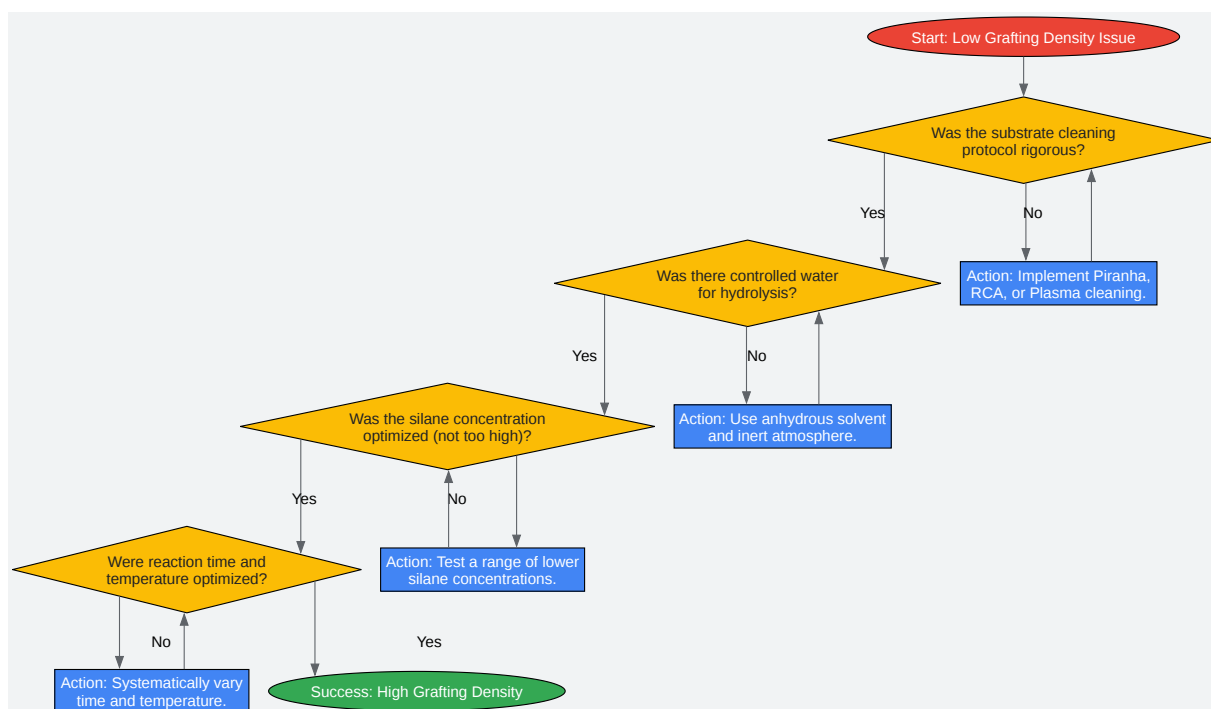 Start: Low Grafting Density Issue
Was the substrate cleaning
protocol rigorous?
Yes
No
Action: Implement Piranha,
RCA, or Plasma cleaning.
Was there controlled water
for hydrolysis?
Yes
No
Action: Use anhydrous solvent
and inert atmosphere.
Was the silane concentration
optimized (not too high)?
Yes
No
Action: Test a range of lower
silane concentrations.
Were reaction time and
temperature optimized?
No
Yes
Action: Systematically vary
time and temperature.
Success: High Grafting Density